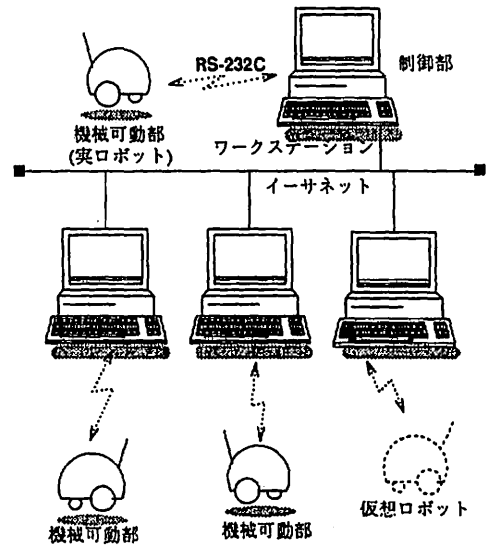 RS-232C
制御部
機械可動部
(実ロボット)
ワークステーション
イーサネット
機械可動部
機械可動部
仮想ロボット